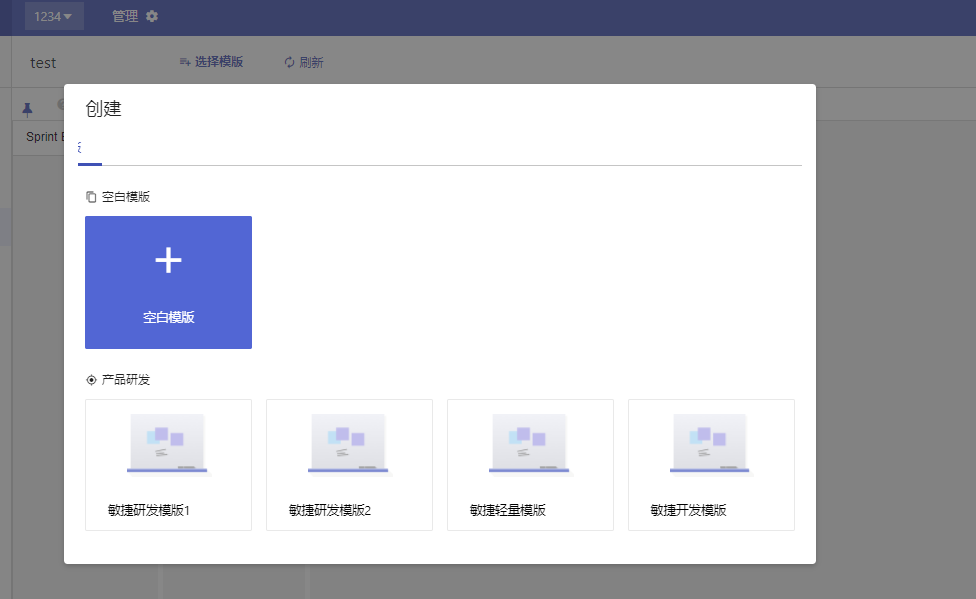 1234
管理
test
选择模版
刷新
创建
Sprint
空白模版
空白模版
产品研发
敏捷研发模版1
敏捷研发模版2
敏捷轻量模版
敏捷开发模版